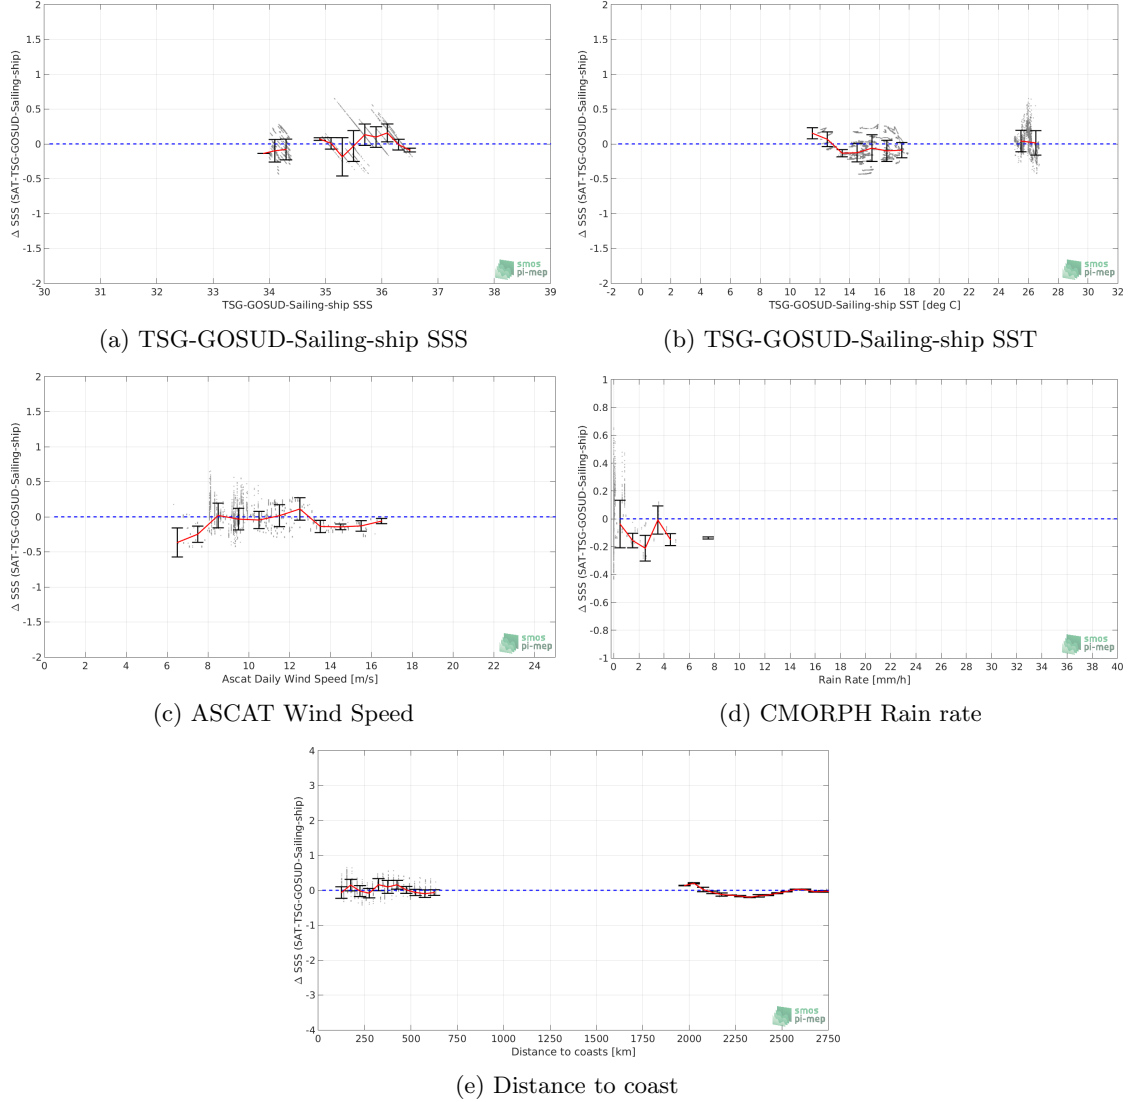 2
1.5
1
0.5
0
-0.5
-1
-1.5
-2
Δ SSS (SAT-TSG-GOSUD-Sailing-ship)
30 31 32 33 34 35 36 37 38 39
TSG-GOSUD-Sailing-ship SSS
smos
pi-mep
(a) TSG-GOSUD-Sailing-ship SSS
2
1.5
1
0.5
0
-0.5
-1
-1.5
-2
Δ SSS (SAT-TSG-GOSUD-Sailing-ship)
-2 0 2 4 6 8 10 12 14 16 18 20 22 24 26 28 30 32
TSG-GOSUD-Sailing-ship SST [deg C]
smos
pi-mep
(b) TSG-GOSUD-Sailing-ship SST
2
1.5
1
0.5
0
-0.5
-1
-1.5
-2
Δ SSS (SAT-TSG-GOSUD-Sailing-ship)
0 2 4 6 8 10 12 14 16 18 20 22 24
Ascat Daily Wind Speed [m/s]
smos
pi-mep
(c) ASCAT Wind Speed
1
0.8
0.6
0.4
0.2
0
-0.2
-0.4
-0.6
-0.8
-1
Δ SSS (SAT-TSG-GOSUD-Sailing-ship)
0 2 4 6 8 10 12 14 16 18 20 22 24 26 28 30 32 34 36 38 40
Rain Rate [mm/h]
smos
pi-mep
(d) CMORPH Rain rate
4
3
2
1
0
-1
-2
-3
-4
Δ SSS (SAT-TSG-GOSUD-Sailing-ship)
0 250 500 750 1000 1250 1500 1750 2000 2250 2500 2750
Distance to coasts [km]
smos
pi-mep
(e) Distance to coast